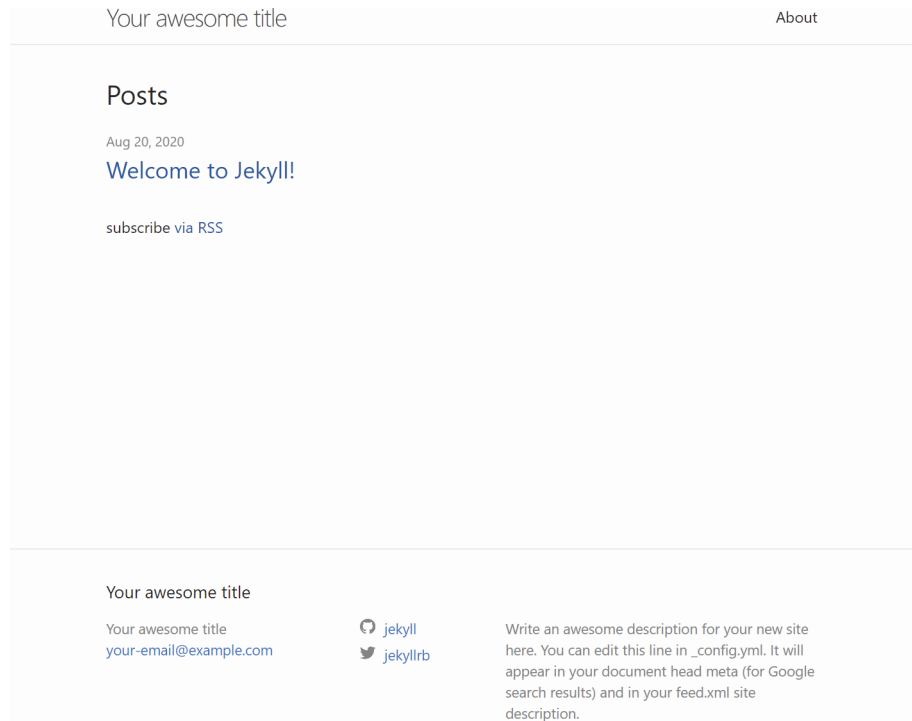 Your awesome title
About
Posts
Aug 20, 2020
Welcome to Jekyll!
subscribe via RSS
Your awesome title
Your awesome title
your-email@example.com
jekyll
jekyllrb
Write an awesome description for your new site
here. You can edit this line in _config.yml. It will
appear in your document head meta (for Google
search results) and in your feed.xml site
description.